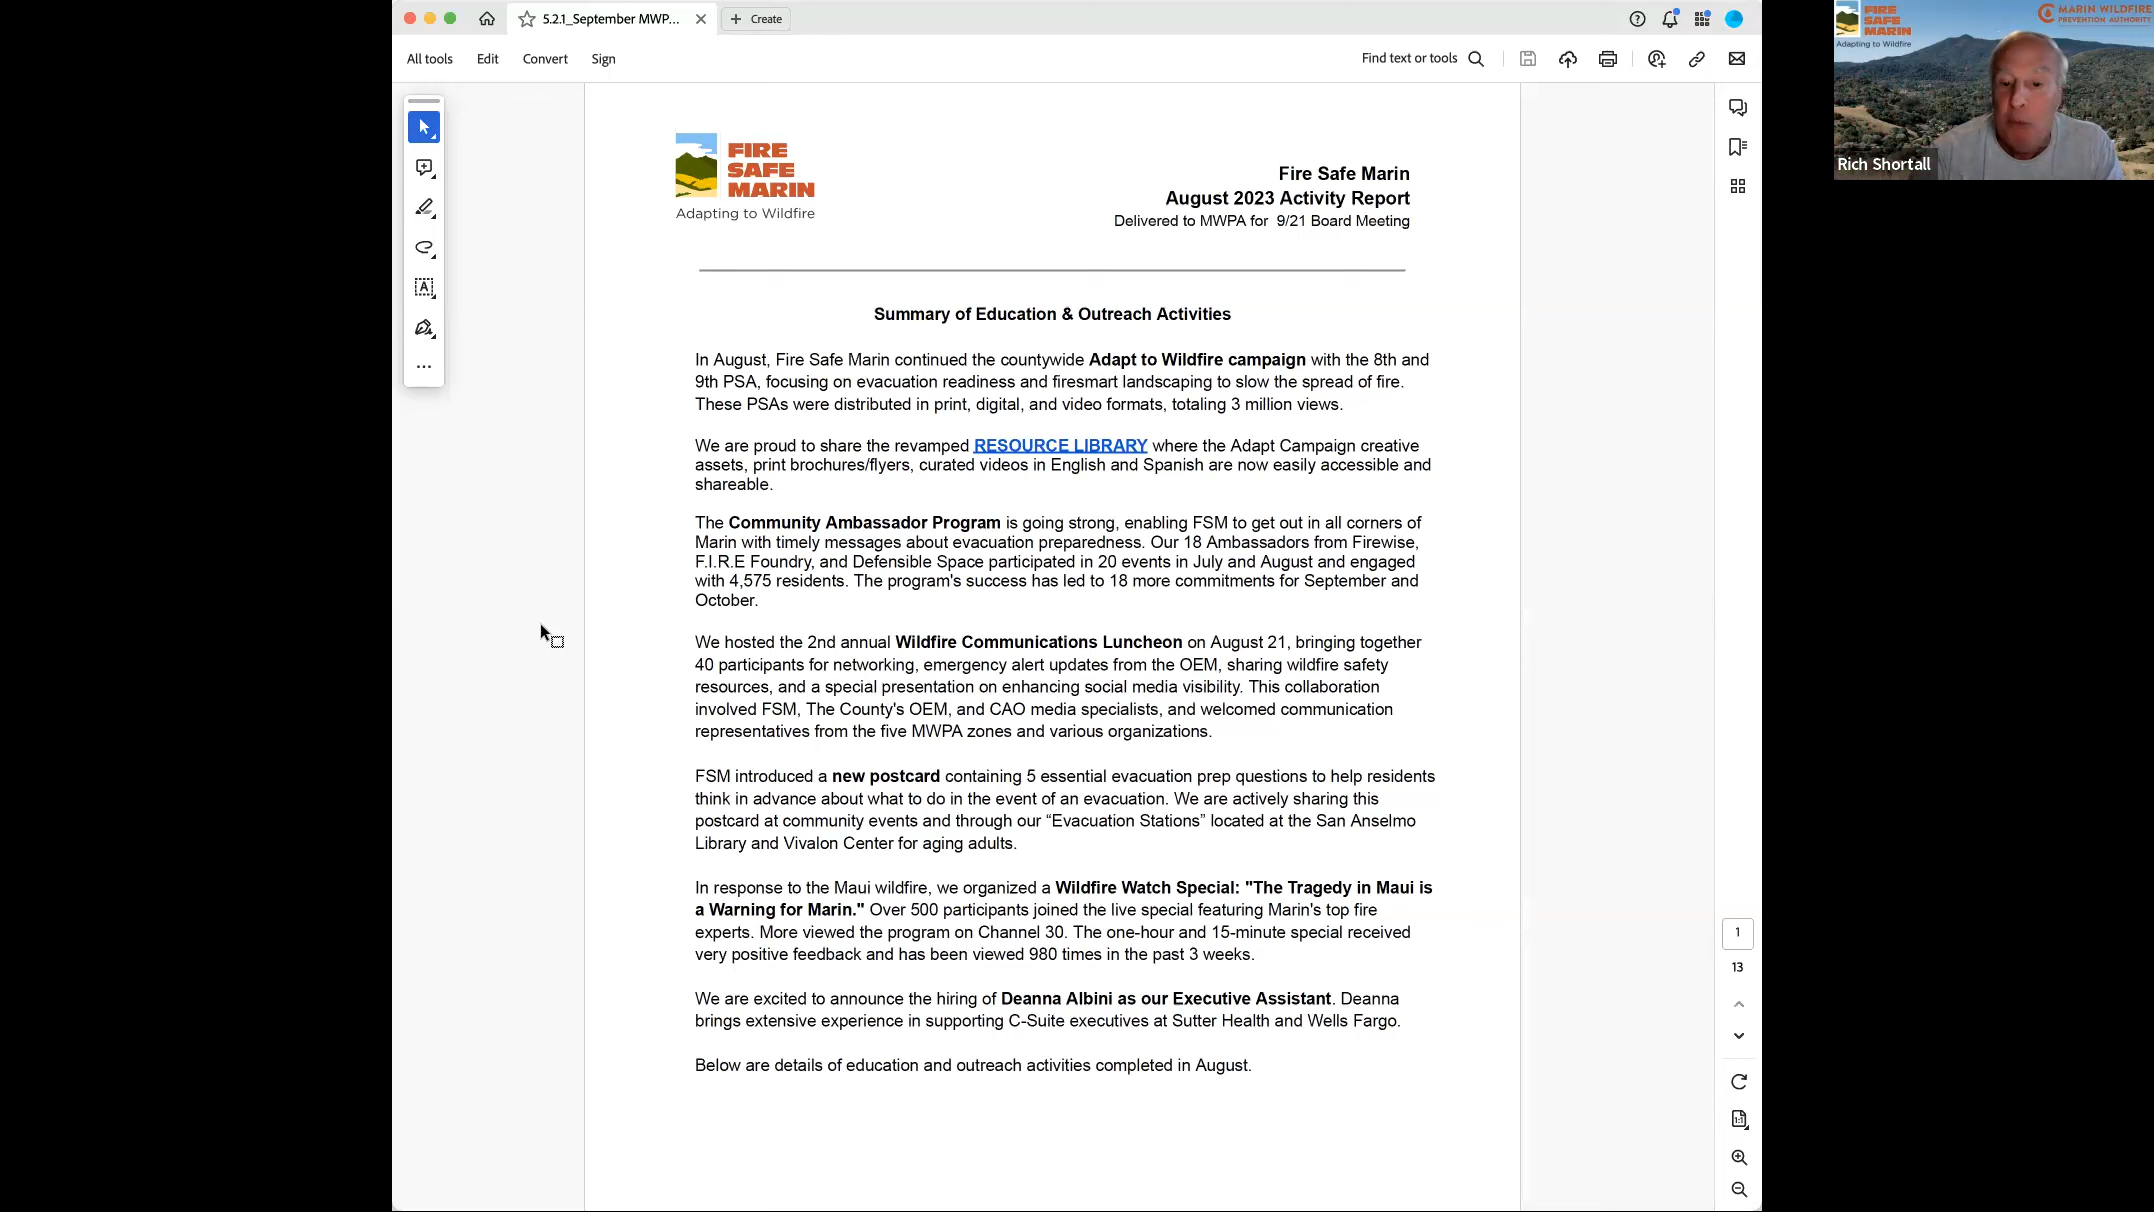 5.2.1_September MWP...
Create
All tools
Edit
Convert
Sign
Find text or tools
FIRE
SAFE
MARIN
Adapting to Wildfire
Fire Safe Marin
August 2023 Activity Report
Delivered to MWPA for 9/21 Board Meeting
Summary of Education & Outreach Activities
In August, Fire Safe Marin continued the countywide Adapt to Wildfire campaign with the 8th and
9th PSA, focusing on evacuation readiness and firesmart landscaping to slow the spread of fire.
These PSAs were distributed in print, digital, and video formats, totaling 3 million views.
We are proud to share the revamped RESOURCE LIBRARY where the Adapt Campaign creative
assets, print brochures/flyers, curated videos in English and Spanish are now easily accessible and
shareable.
The Community Ambassador Program is going strong, enabling FSM to get out in all corners of
Marin with timely messages about evacuation preparedness. Our 18 Ambassadors from Firewise,
F.I.R.E Foundry, and Defensible Space participated in 20 events in July and August and engaged
with 4,575 residents. The program's success has led to 18 more commitments for September and
October.
We hosted the 2nd annual Wildfire Communications Luncheon on August 21, bringing together
40 participants for networking, emergency alert updates from the OEM, sharing wildfire safety
resources, and a special presentation on enhancing social media visibility. This collaboration
involved FSM, The County's OEM, and CAO media specialists, and welcomed communication
representatives from the five MWPA zones and various organizations.
FSM introduced a new postcard containing 5 essential evacuation prep questions to help residents
think in advance about what to do in the event of an evacuation. We are actively sharing this
postcard at community events and through our “Evacuation Stations” located at the San Anselmo
Library and Vivalon Center for aging adults.
In response to the Maui wildfire, we organized a Wildfire Watch Special: "The Tragedy in Maui is
a Warning for Marin." Over 500 participants joined the live special featuring Marin's top fire
experts. More viewed the program on Channel 30. The one-hour and 15-minute special received
very positive feedback and has been viewed 980 times in the past 3 weeks.
We are excited to announce the hiring of Deanna Albini as our Executive Assistant. Deanna
brings extensive experience in supporting C-Suite executives at Sutter Health and Wells Fargo.
Below are details of education and outreach activities completed in August.
1
13
FIRE
SAFE
MARIN
Adapting to Wildfire
MARIN WILDFIRE
PREVENTION AUTHORITY
Rich Shortall